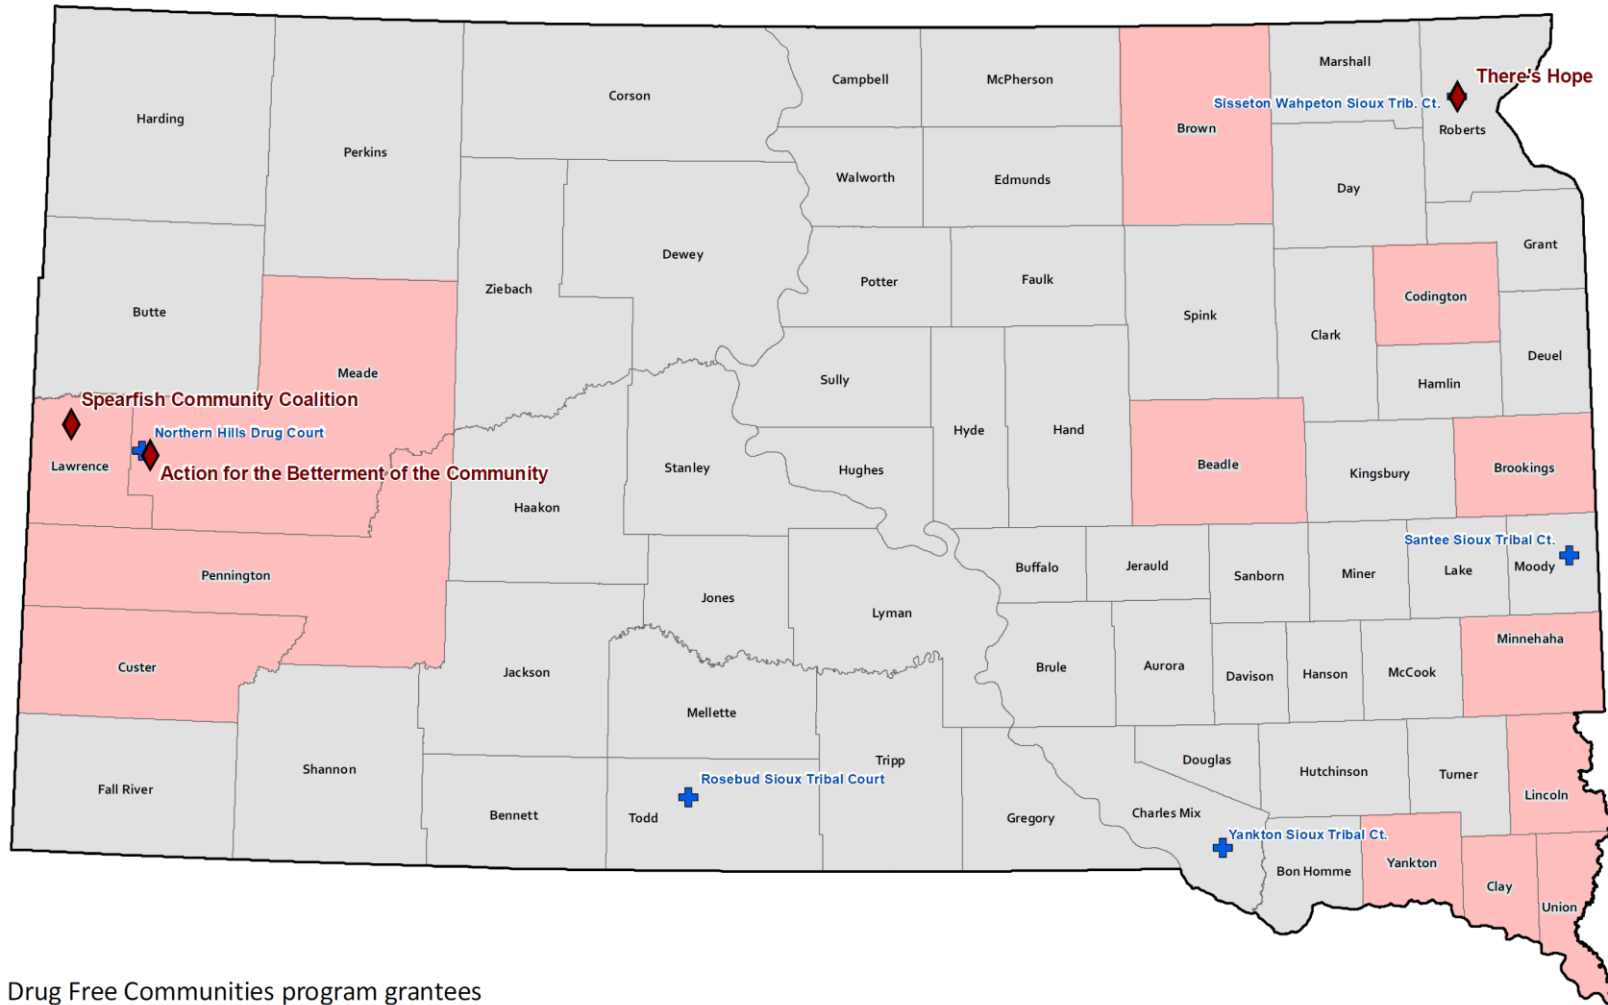 Harding
Perkins
Corson
Campbell
McPherson
Brown
Marshall
There's Hope
Sisseton Wahpeton Sioux Trib. Ct.
Roberts
Walworth
Edmunds
Day
Butte
Ziebach
Dewey
Potter
Faulk
Spink
Clark
Codington
Grant
Meade
Sully
Hyde
Hand
Hamlin
Deuel
Spearfish Community Coalition
Northern Hills Drug Court
Lawrence
Action for the Betterment of the Community
Haakon
Stanley
Hughes
Beadle
Kingsbury
Brookings
Pennington
Jones
Lyman
Buffalo
Jerauld
Sanborn
Miner
Lake
Santee Sioux Tribal Ct.
Moody
Custer
Jackson
Mellette
Brule
Aurora
Davison
Hanson
McCook
Minnehaha
Fall River
Shannon
Bennett
Todd
Rosebud Sioux Tribal Court
Tripp
Gregory
Douglas
Charles Mix
Hutchinson
Turner
Lincoln
Yankton Sioux Tribal Ct.
Bon Homme
Yankton
Clay
Union
Drug Free Communities program grantees